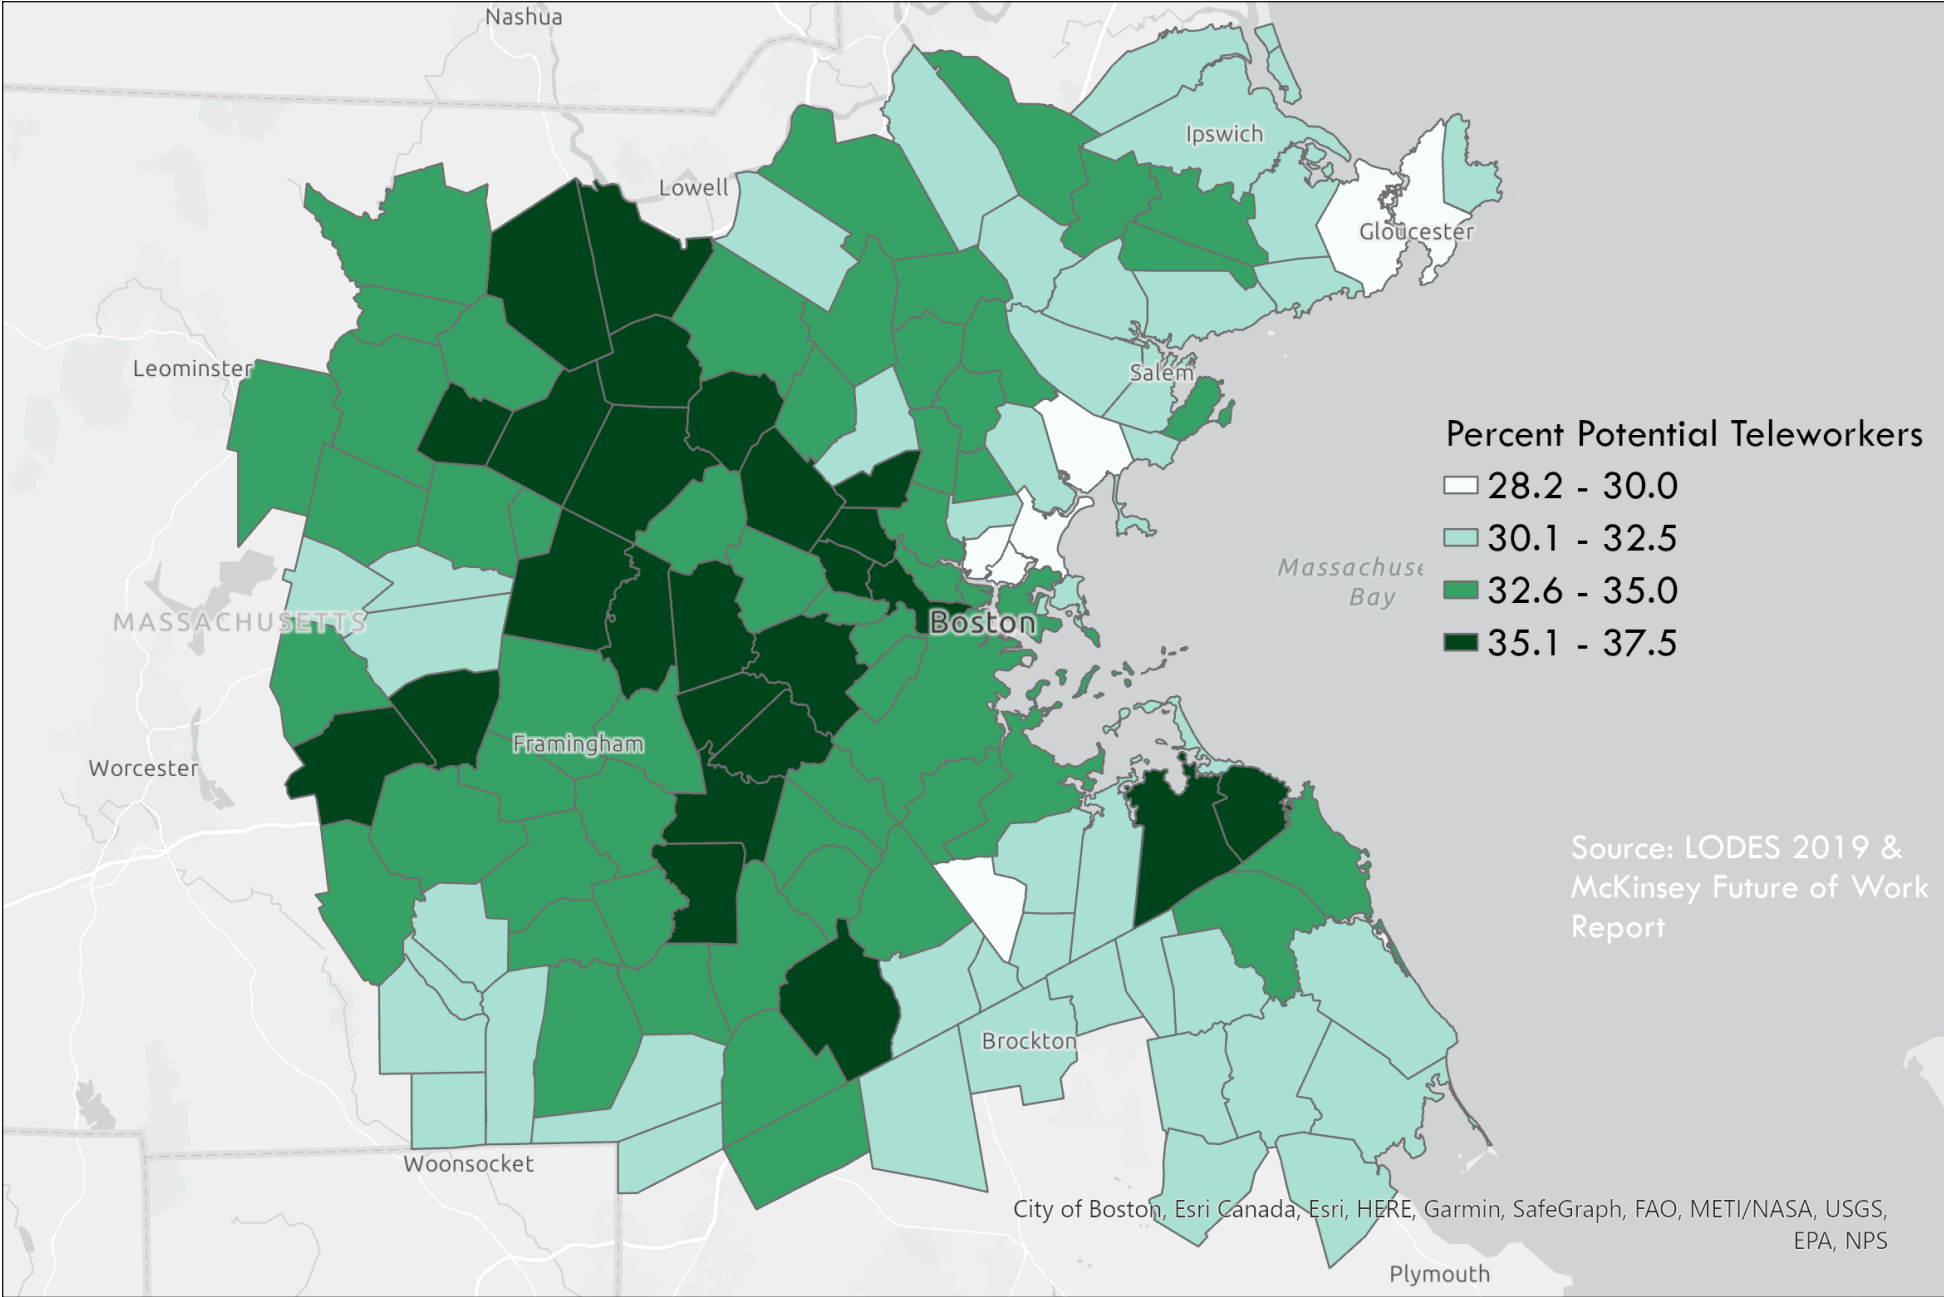 Nashua
Ipswich
Lowell
Gloucester
Leominster
Salem
Percent Potential Teleworkers
28.2 - 30.0
30.1 - 32.5
32.6 - 35.0
35.1 - 37.5
Massachuse
Bay
MASSACHUSETTS
Boston
Framingham
Worcester
Source: LODES 2019 &
McKinsey Future of Work
Report
Brockton
Woonsocket
City of Boston, Esri Canada, Esri, HERE, Garmin, SafeGraph, FAO, METI/NASA, USGS,
EPA, NPS
Plymouth